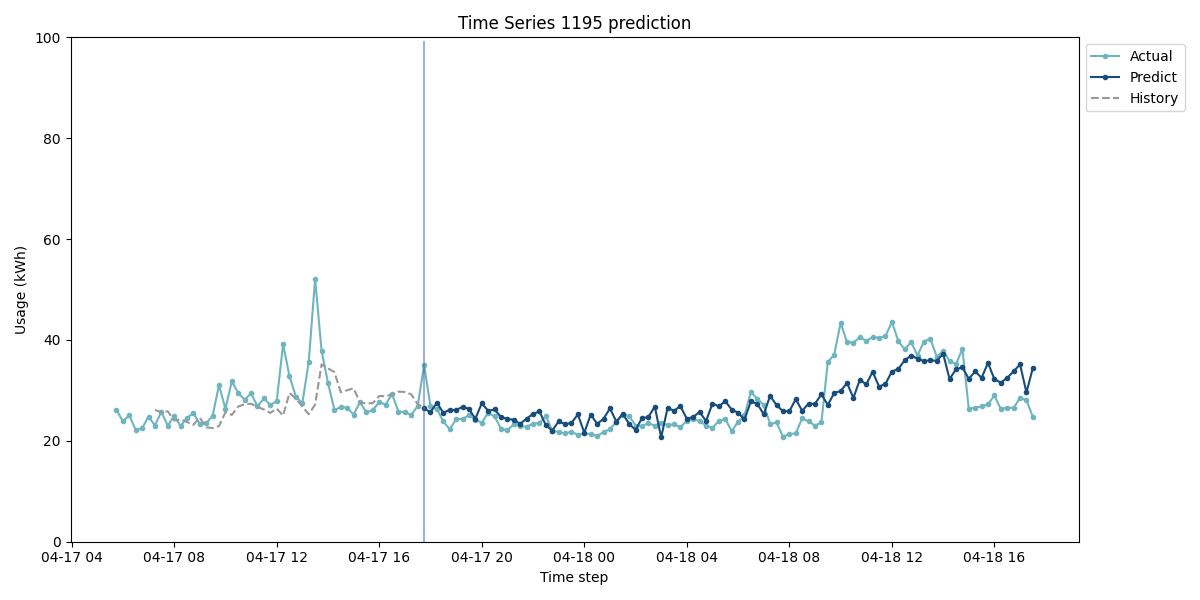 Time Series 1195 prediction
100
80
60
40
20
0
Usage (kWh)
04-17 04
04-17 08
04-17 12
04-17 16
04-17 20
04-18 00
04-18 04
04-18 08
04-18 12
04-18 16
Time step
Actual
Predict
History